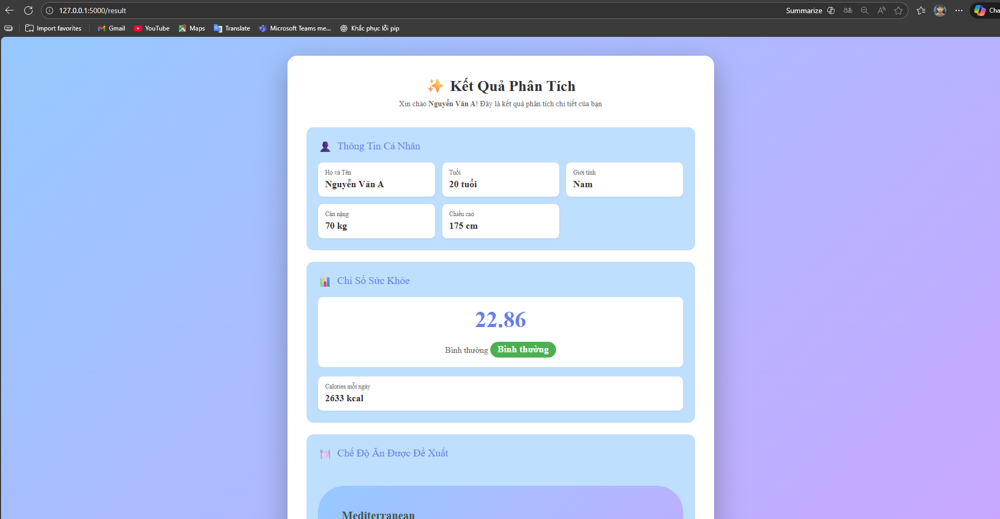 127.0.0.1:5000/result
Summarize
Cha
Import favorites
Gmail
YouTube
Maps
Translate
Microsoft Teams me...
Khắc phục lỗi pip
Kết Quả Phân Tích
Xin chào Nguyễn Văn A! Đây là kết quả phân tích chi tiết của bạn
Thông Tin Cá Nhân
Họ và Tên
Nguyễn Văn A
Tuổi
20 tuổi
Giới tính
Nam
Cân nặng
70 kg
Chiều cao
175 cm
Chỉ Số Sức Khỏe
22.86
Bình thường Bình thường
Calories mỗi ngày
2633 kcal
Chế Độ Ăn Được Đề Xuất
Mediterranean